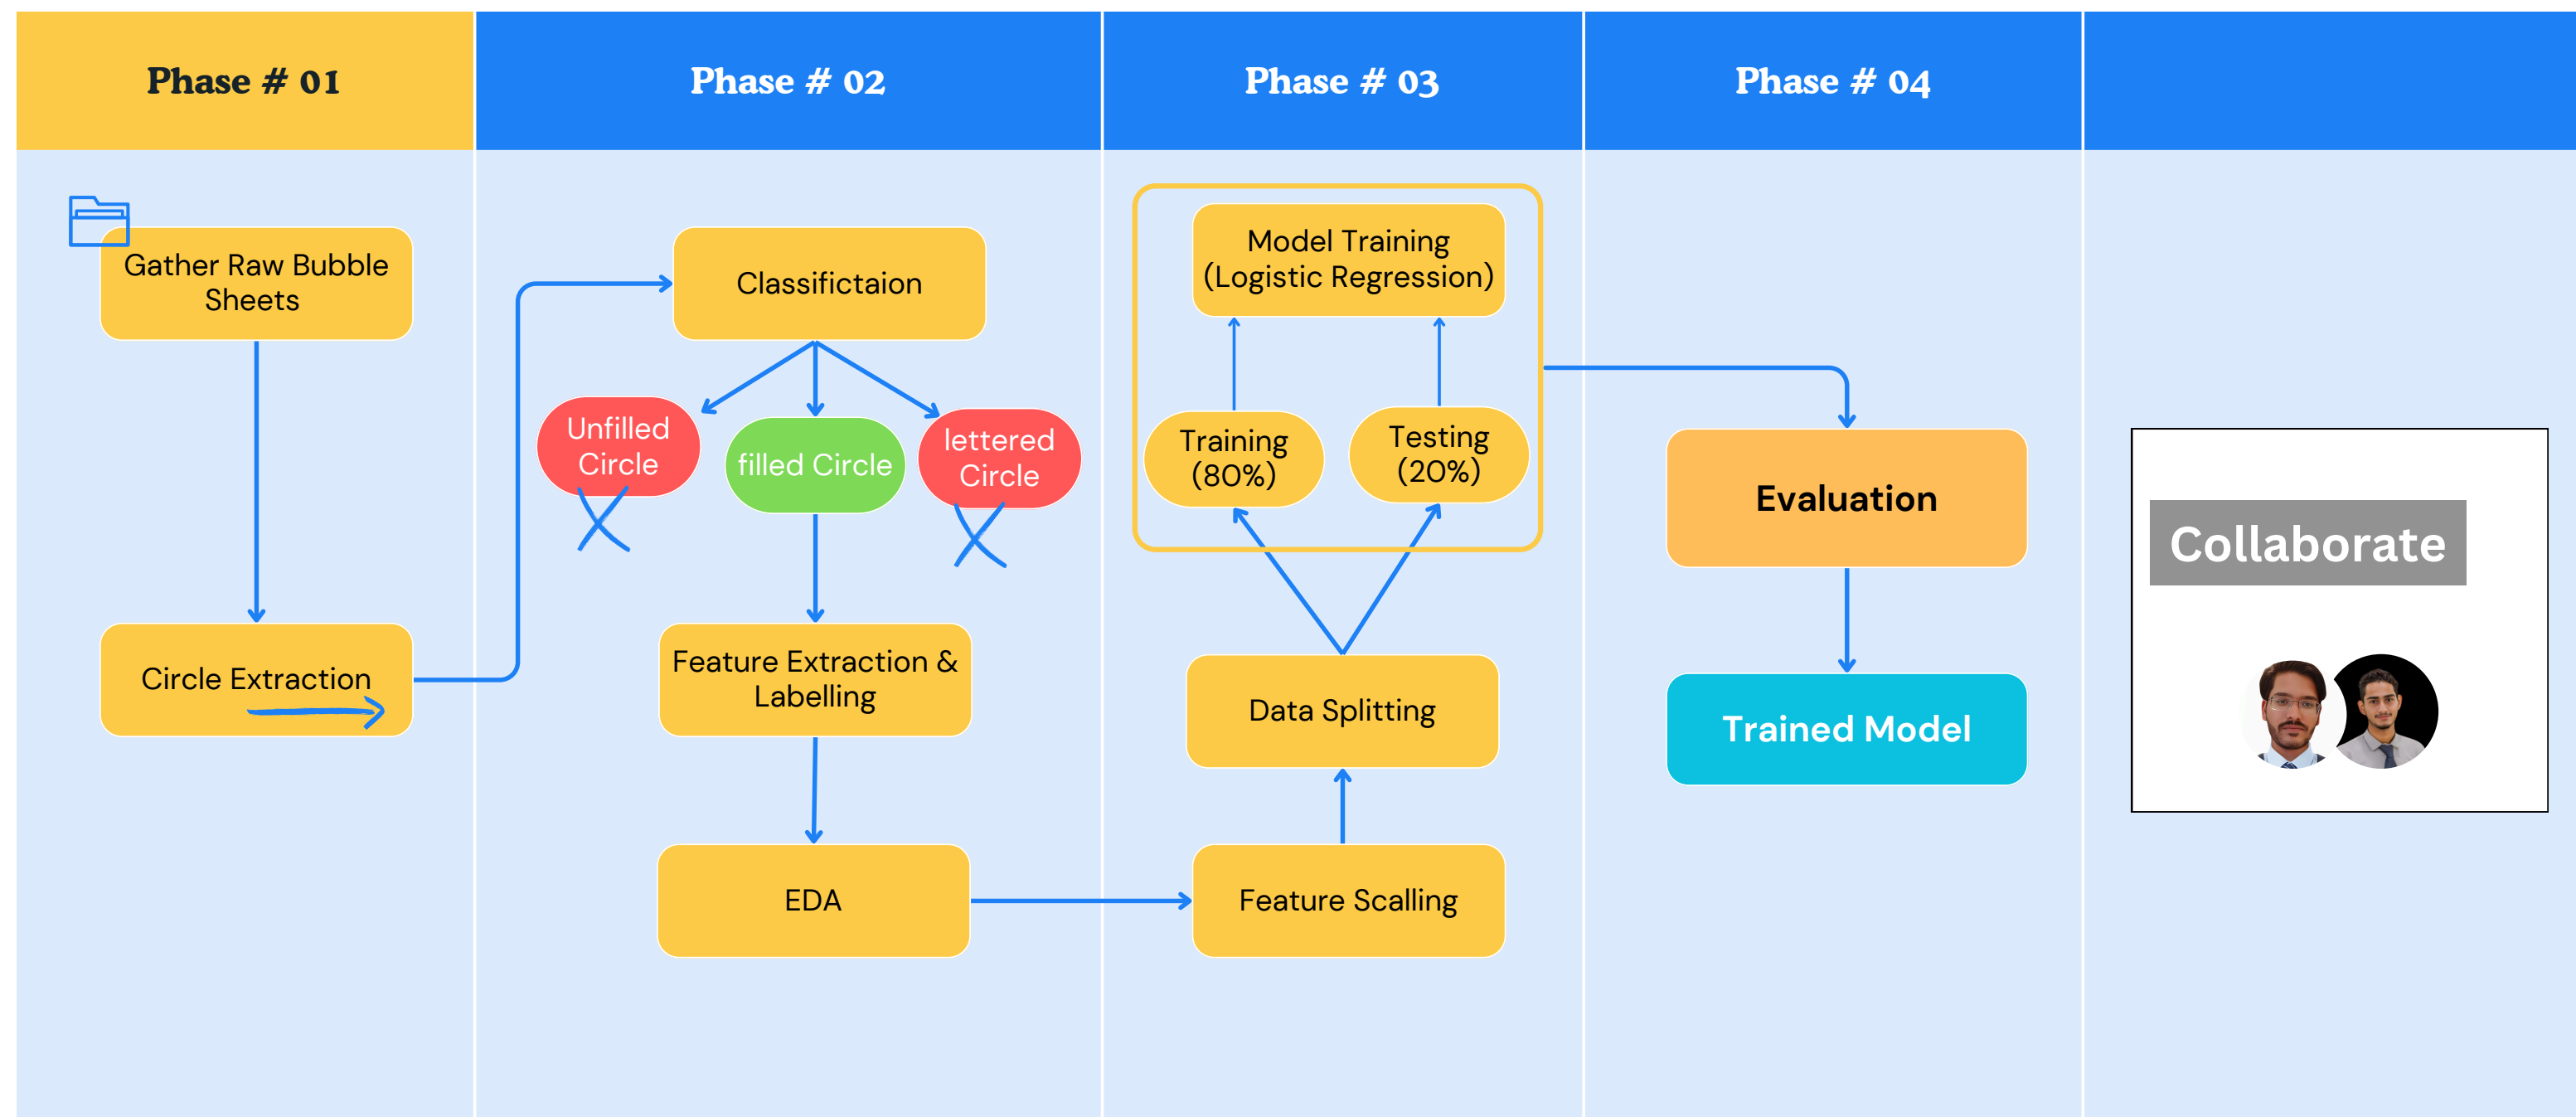 Phase # 01
Phase # 02
Phase # 03
Phase # 04
Gather Raw Bubble
Sheets
Circle Extraction
Classifictaion
Unfilled
Circle
filled Circle
lettered
Circle
Feature Extraction &
Labelling
EDA
Model Training
(Logistic Regression)
Training
(80%)
Testing
(20%)
Data Splitting
Feature Scalling
Evaluation
Trained Model
Collaborate